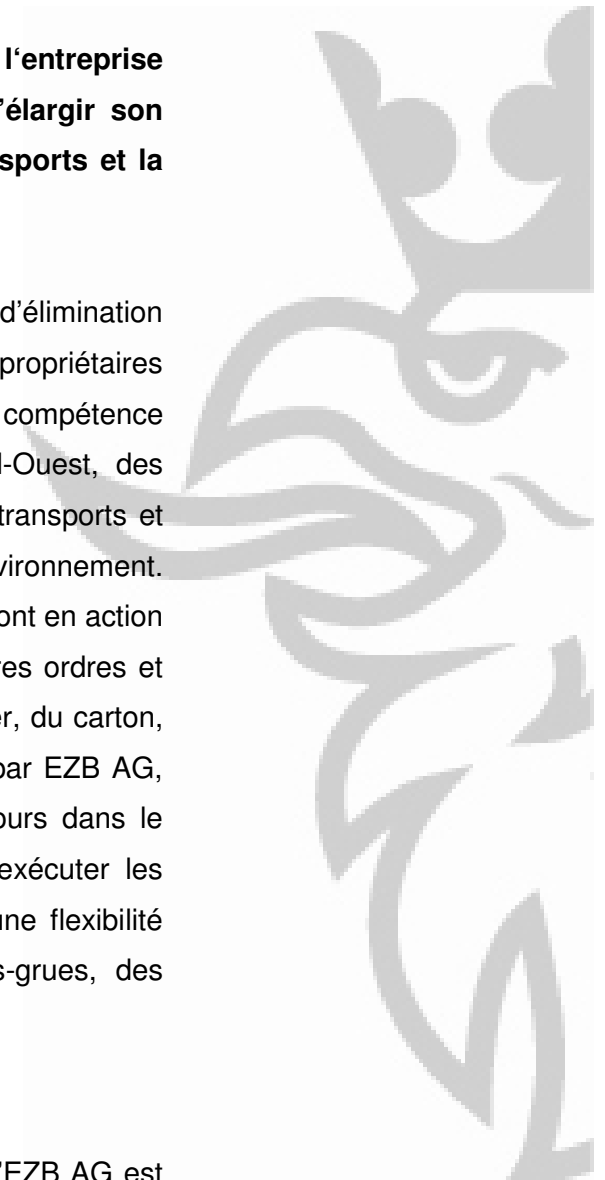 l‘entreprise
’élargir son
sports et la
d’élimination
propriétaires
compétence
l-Ouest, des
transports et
vironnement.
ont en action
res ordres et
er, du carton,
par EZB AG,
ours dans le
exécuter les
une flexibilité
s-grues, des
’EZB AG est